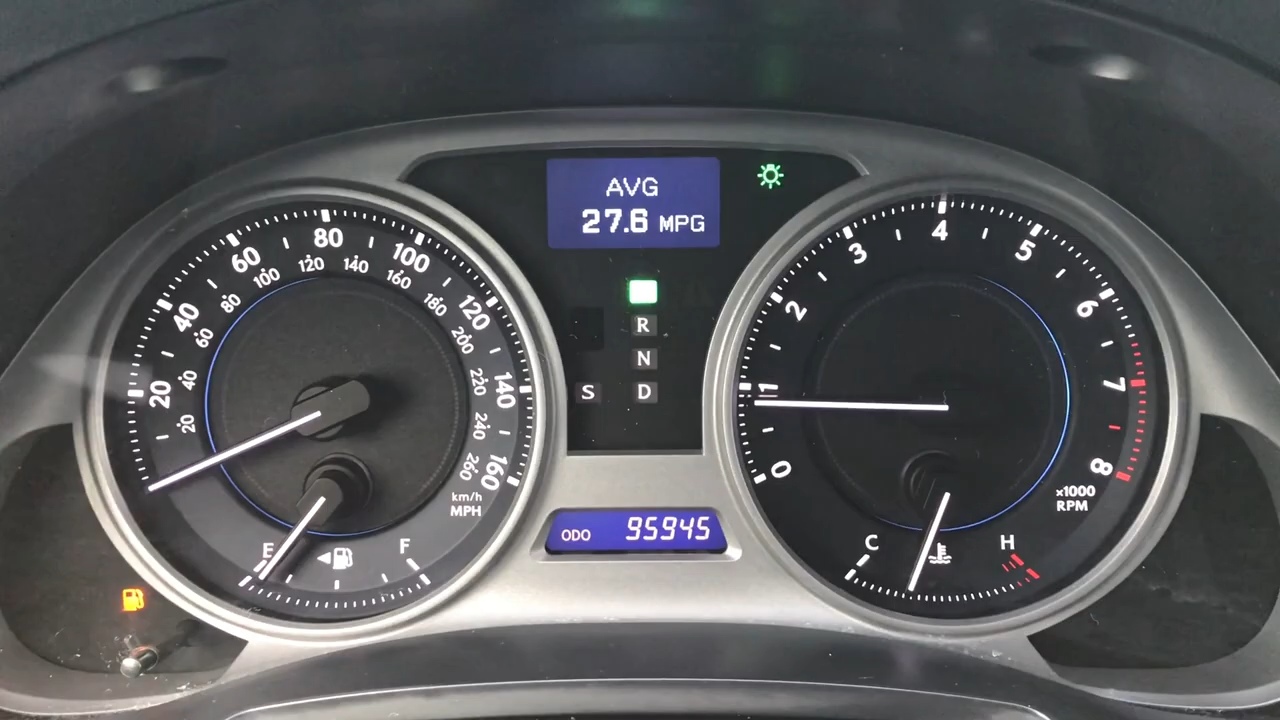 AVG
27.6 MPG
R
N
S D
20 40 60 80 100 120 140 160
20 40 60 80 100 120 140 160 180 200 220 240 260
km/h
MPH
E F
ODO 95945
0 1 2 3 4 5 6 7 8
x1000
RPM
C H